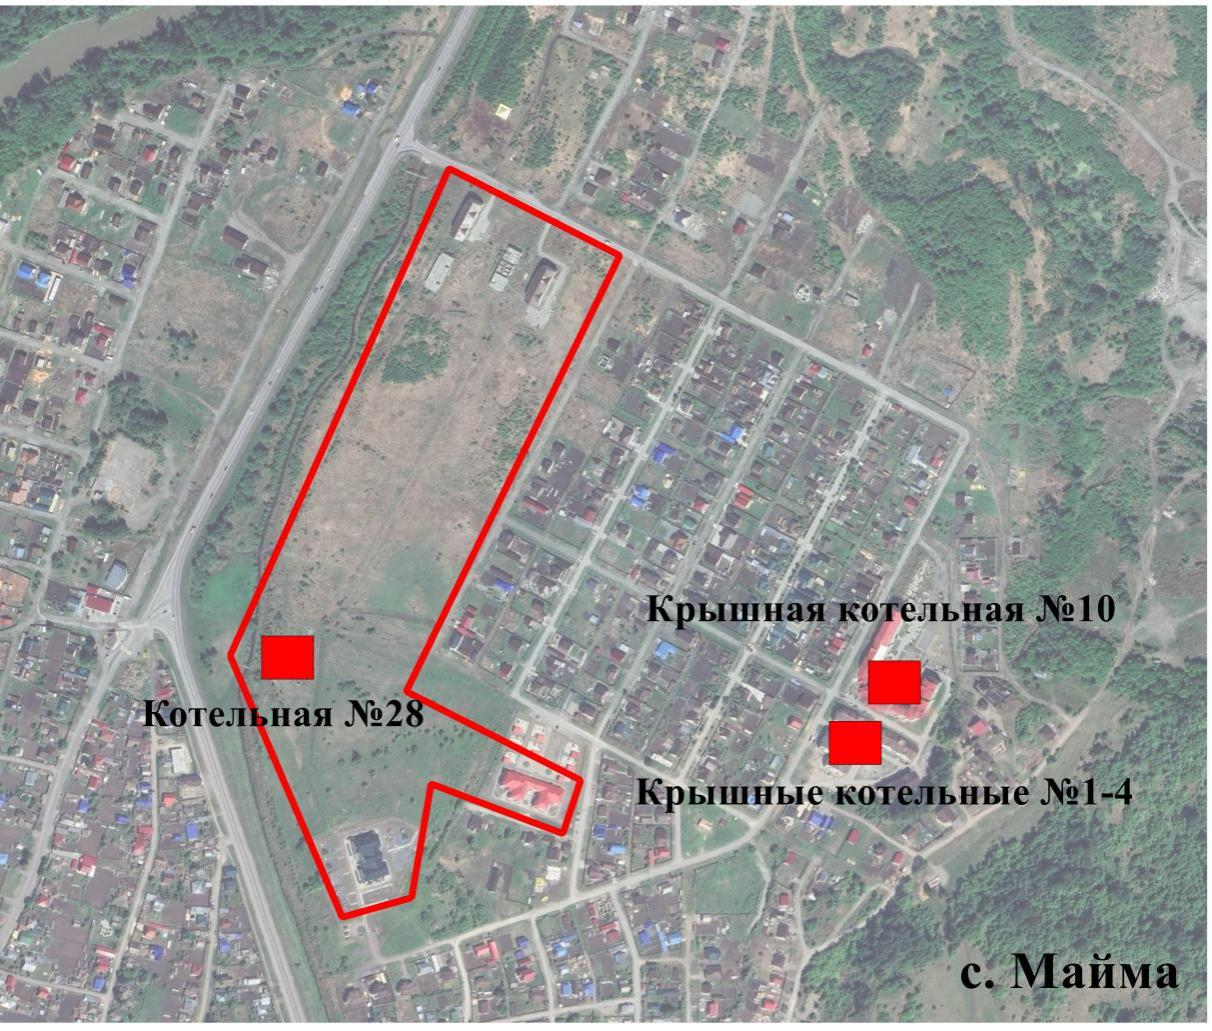 Крышная котельная №10
Котельная №28
Крышные котельные №1-4
с. Майма